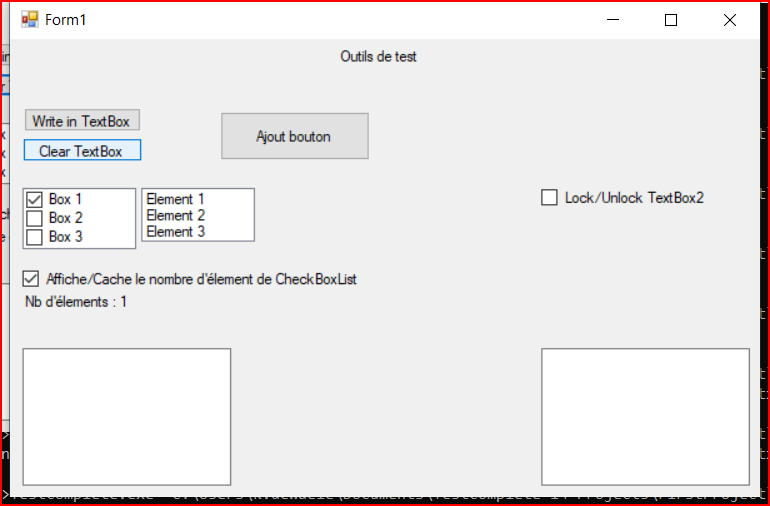 Form1
Outils de test
Write in TextBox
Clear TextBox
Ajout bouton
Box 1
Box 2
Box 3
Element 1
Element 2
Element 3
Lock/Unlock TextBox2
Affiche/Cache le nombre d'élement de CheckBoxList
Nb d'élements : 1